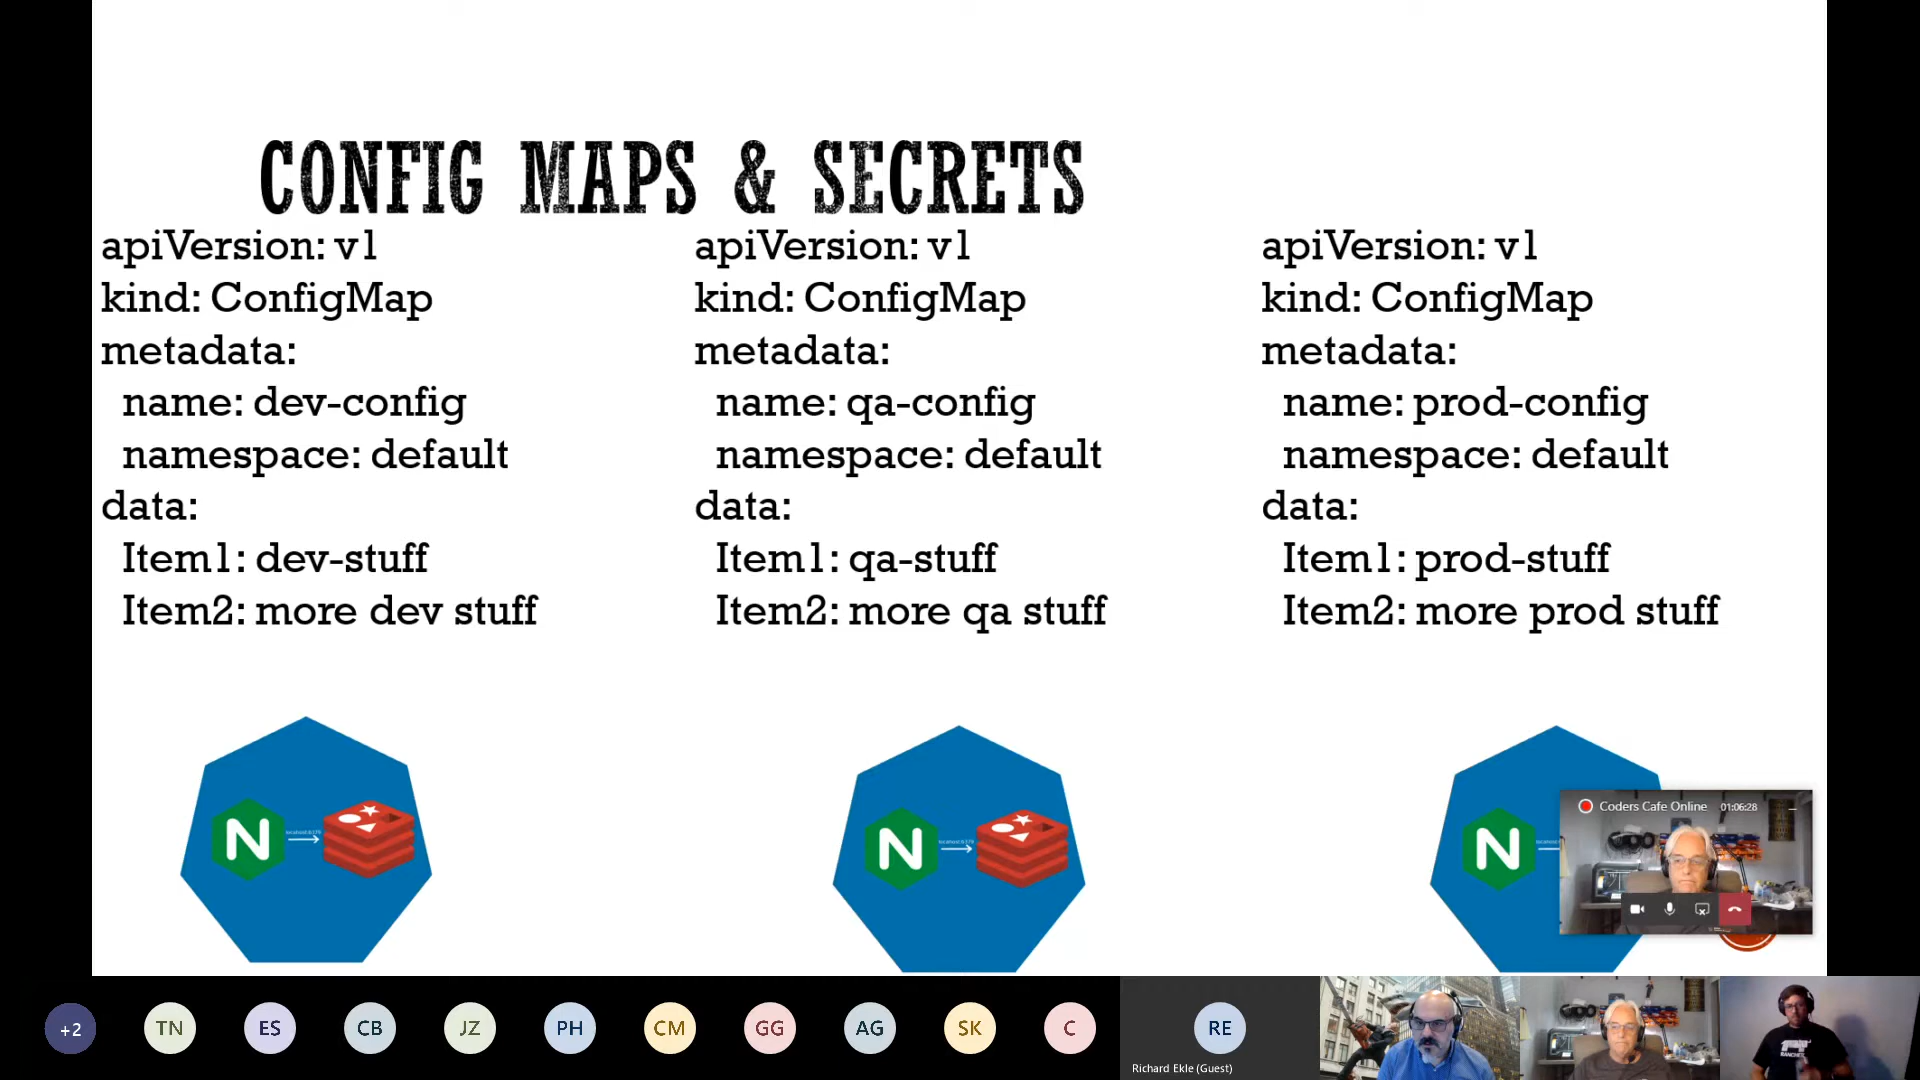 CONFIG MAPS & SECRETS
apiVersion: v1
kind: ConfigMap
metadata:
name: dev-config
namespace: default
data:
Item1: dev-stuff
Item2: more dev stuff
apiVersion: v1
kind: ConfigMap
metadata:
name: qa-config
namespace: default
data:
Item1: qa-stuff
Item2: more qa stuff
apiVersion: v1
kind: ConfigMap
metadata:
name: prod-config
namespace: default
data:
Item1: prod-stuff
Item2: more prod stuff
N
N
N
Coders Cafe Online 01:06:28
+2
TN
ES
CB
JZ
PH
CM
GG
AG
SK
C
RE
Richard Ekle (Guest)